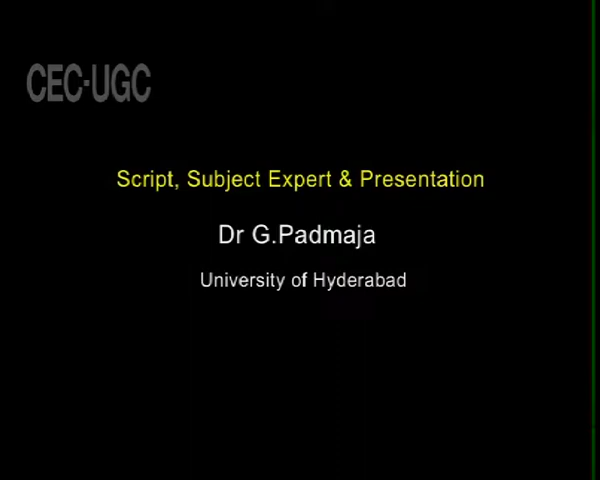 CEC-UGC
Script, Subject Expert & Presentation
Dr G.Padmaja
University of Hyderabad